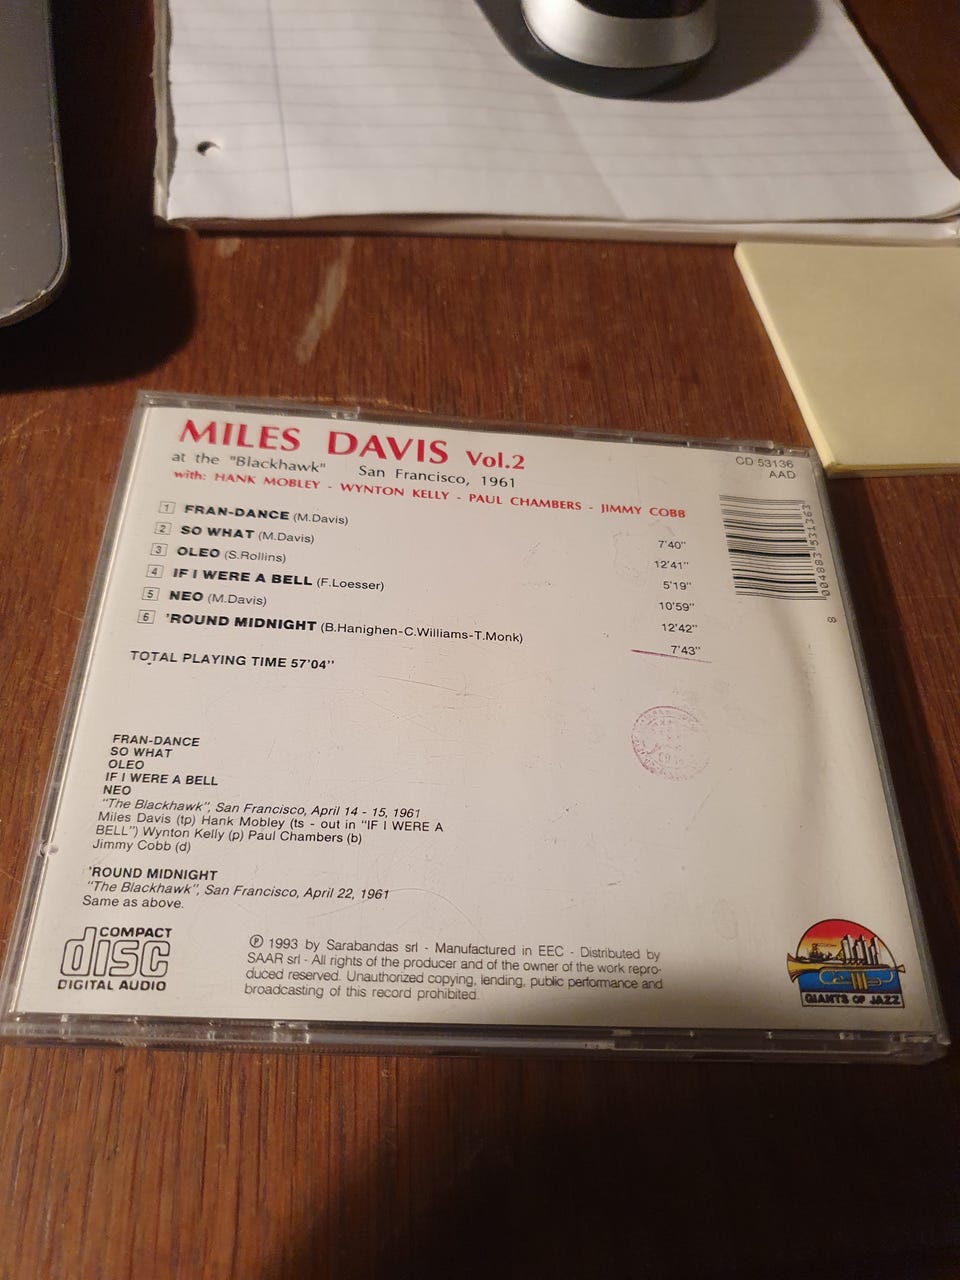 MILES DAVIS Vol.2
at the "Blackhawk" San Francisco, 1961
with: HANK MOBLEY - WYNTON KELLY - PAUL CHAMBERS - JIMMY COBB
CD 53136
AAD
1 FRAN-DANCE (M.Davis) 7'40"
2 SO WHAT (M.Davis) 12'41"
3 OLEO (S.Rollins) 5'19"
4 IF I WERE A BELL (F.Loesser) 10'59"
5 NEO (M.Davis) 12'42"
6 'ROUND MIDNIGHT (B.Hanighen-C.Williams-T.Monk) 7'43"
TOTAL PLAYING TIME 57'04"
8 004883 531363
FRAN-DANCE
SO WHAT
OLEO
IF I WERE A BELL
NEO
"The Blackhawk", San Francisco, April 14 - 15, 1961
Miles Davis (tp) Hank Mobley (ts - out in "IF I WERE A
BELL") Wynton Kelly (p) Paul Chambers (b)
Jimmy Cobb (d)
'ROUND MIDNIGHT
"The Blackhawk", San Francisco, April 22, 1961
Same as above.
COMPACT
disc
DIGITAL AUDIO
℗ 1993 by Sarabandas srl - Manufactured in EEC - Distributed by
SAAR srl - All rights of the producer and of the owner of the work repro-
duced reserved. Unauthorized copying, lending, public performance and
broadcasting of this record prohibited.
GIANTS OF JAZZ